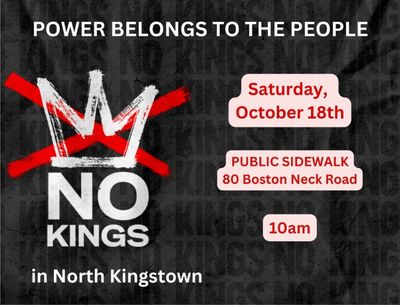 POWER BELONGS TO THE PEOPLE
NO
KINGS
in North Kingstown
Saturday,
October 18th
PUBLIC SIDEWALK
80 Boston Neck Road
10am